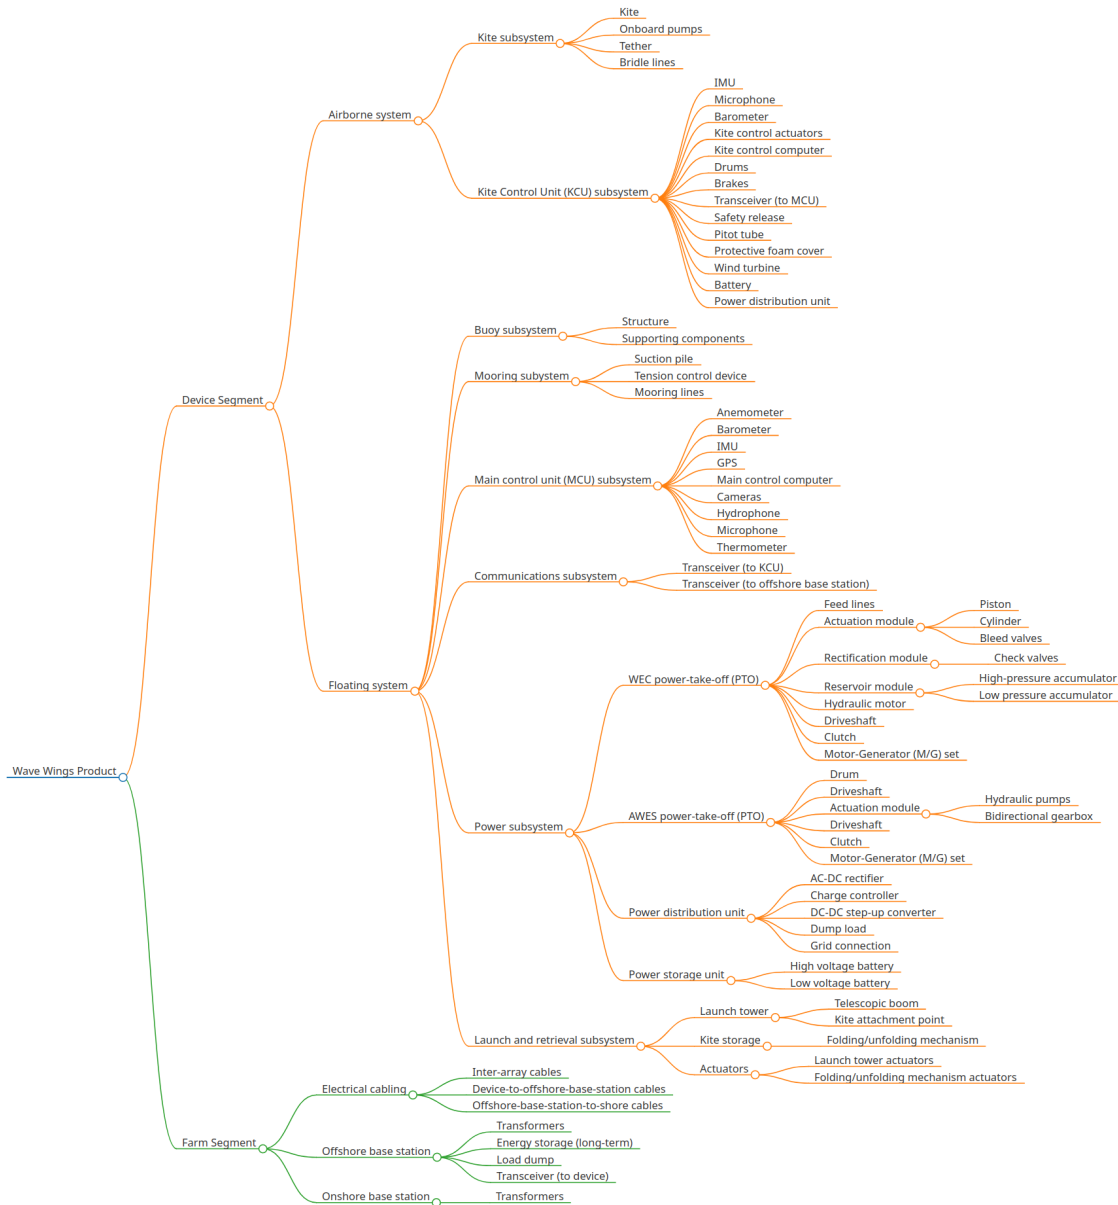 Wave Wings Product
Device Segment
Airborne system
Kite subsystem
Kite
Onboard pumps
Tether
Bridle lines
Kite Control Unit (KCU) subsystem
IMU
Microphone
Barometer
Kite control actuators
Kite control computer
Drums
Brakes
Transceiver (to MCU)
Safety release
Pitot tube
Protective foam cover
Wind turbine
Battery
Power distribution unit
Floating system
Buoy subsystem
Structure
Supporting components
Mooring subystem
Suction pile
Tension control device
Mooring lines
Main control unit (MCU) subsystem
Anemometer
Barometer
IMU
GPS
Main control computer
Cameras
Hydrophone
Microphone
Thermometer
Communications subsystem
Transceiver (to KCU)
Transceiver (to offshore base station)
Power subsystem
WEC power-take-off (PTO)
Feed lines
Actuation module
Piston
Cylinder
Bleed valves
Rectification module
Check valves
Reservoir module
High-pressure accumulator
Low pressure accumulator
Hydraulic motor
Driveshaft
Clutch
Motor-Generator (M/G) set
AWES power-take-off (PTO)
Drum
Driveshaft
Actuation module
Hydraulic pumps
Bidirectional gearbox
Driveshaft
Clutch
Motor-Generator (M/G) set
Power distribution unit
AC-DC rectifier
Charge controller
DC-DC step-up converter
Dump load
Grid connection
Power storage unit
High voltage battery
Low voltage battery
Launch and retrieval subsystem
Launch tower
Telescopic boom
Kite attachment point
Kite storage
Folding/unfolding mechanism
Actuators
Launch tower actuators
Folding/unfolding mechanism actuators
Farm Segment
Electrical cabling
Inter-array cables
Device-to-offshore-base-station cables
Offshore-base-station-to-shore cables
Offshore base station
Transformers
Energy storage (long-term)
Load dump
Transceiver (to device)
Onshore base station
Transformers